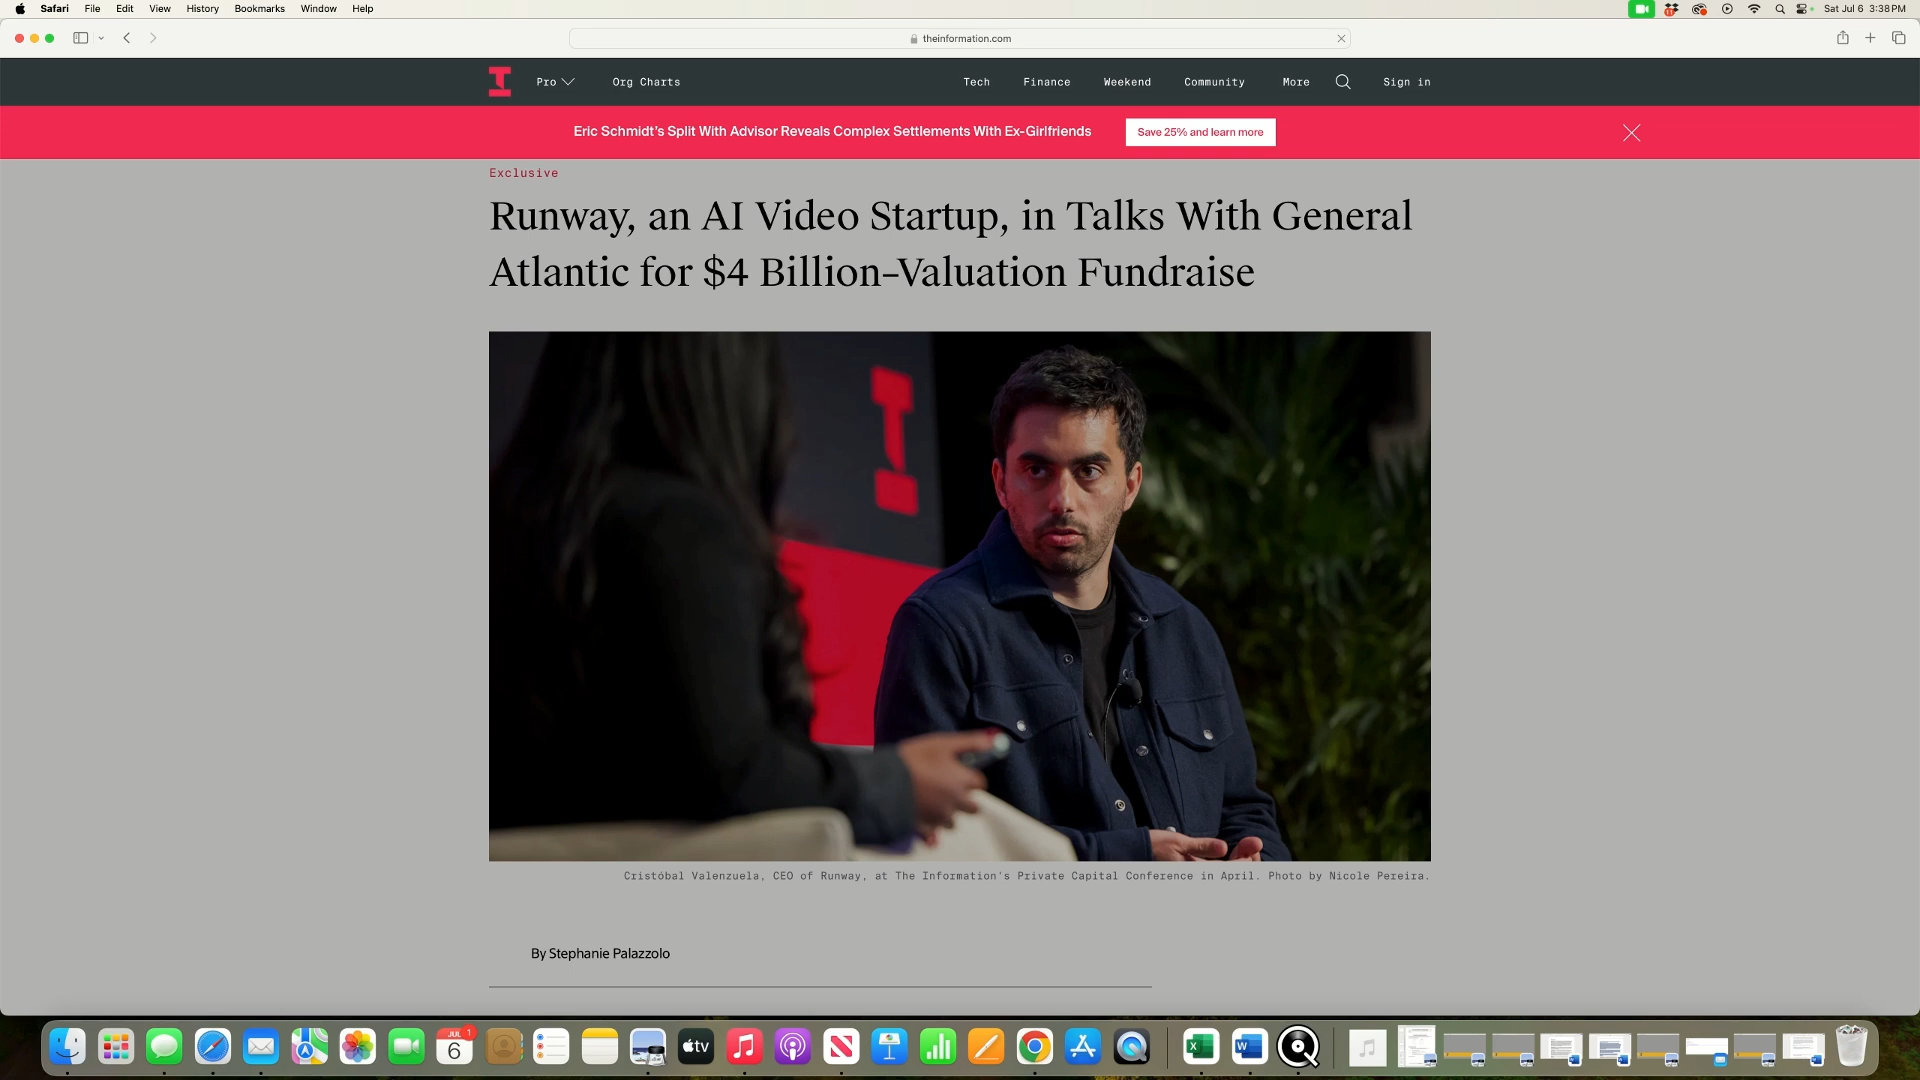 Safari File Edit View History Bookmarks Window Help Sat Jul 6 3:38 PM
theinformation.com
Pro Org Charts Tech Finance Weekend Community More Sign in
Eric Schmidt's Split With Advisor Reveals Complex Settlements With Ex-Girlfriends Save 25% and learn more
Exclusive
Runway, an AI Video Startup, in Talks With General
Atlantic for $4 Billion–Valuation Fundraise
Cristóbal Valenzuela, CEO of Runway, at The Information's Private Capital Conference in April. Photo by Nicole Pereira.
By Stephanie Palazzolo
JUL
6
1
tv